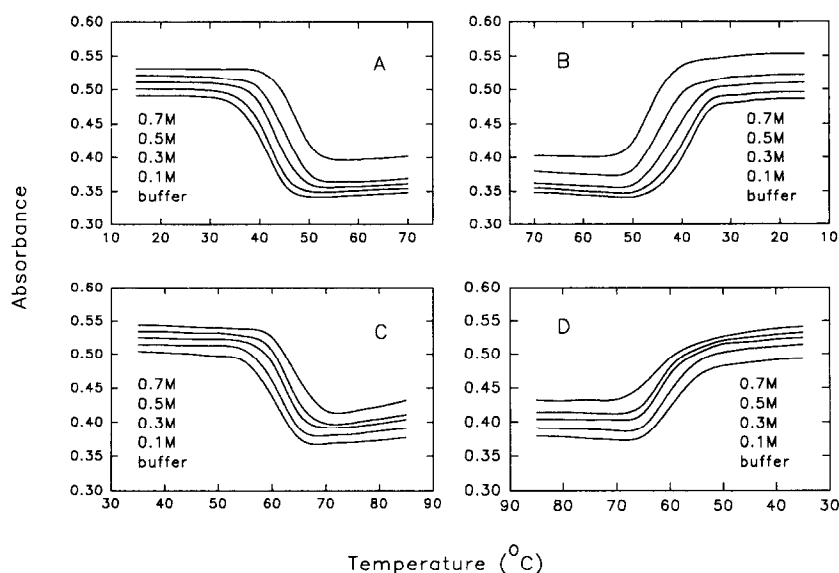 0.60
0.55
0.50
0.45
0.40
0.35
0.30
A
0.7M
0.5M
0.3M
0.1M
buffer
10 20 30 40 50 60 70
0.60
0.55
0.50
0.45
0.40
0.35
0.30
B
0.7M
0.5M
0.3M
0.1M
buffer
70 60 50 40 30 20 10
Absorbance
0.60
0.55
0.50
0.45
0.40
0.35
0.30
C
0.7M
0.5M
0.3M
0.1M
buffer
30 40 50 60 70 80 90
0.60
0.55
0.50
0.45
0.40
0.35
0.30
D
0.7M
0.5M
0.3M
0.1M
buffer
90 80 70 60 50 40 30
Temperature (°C)